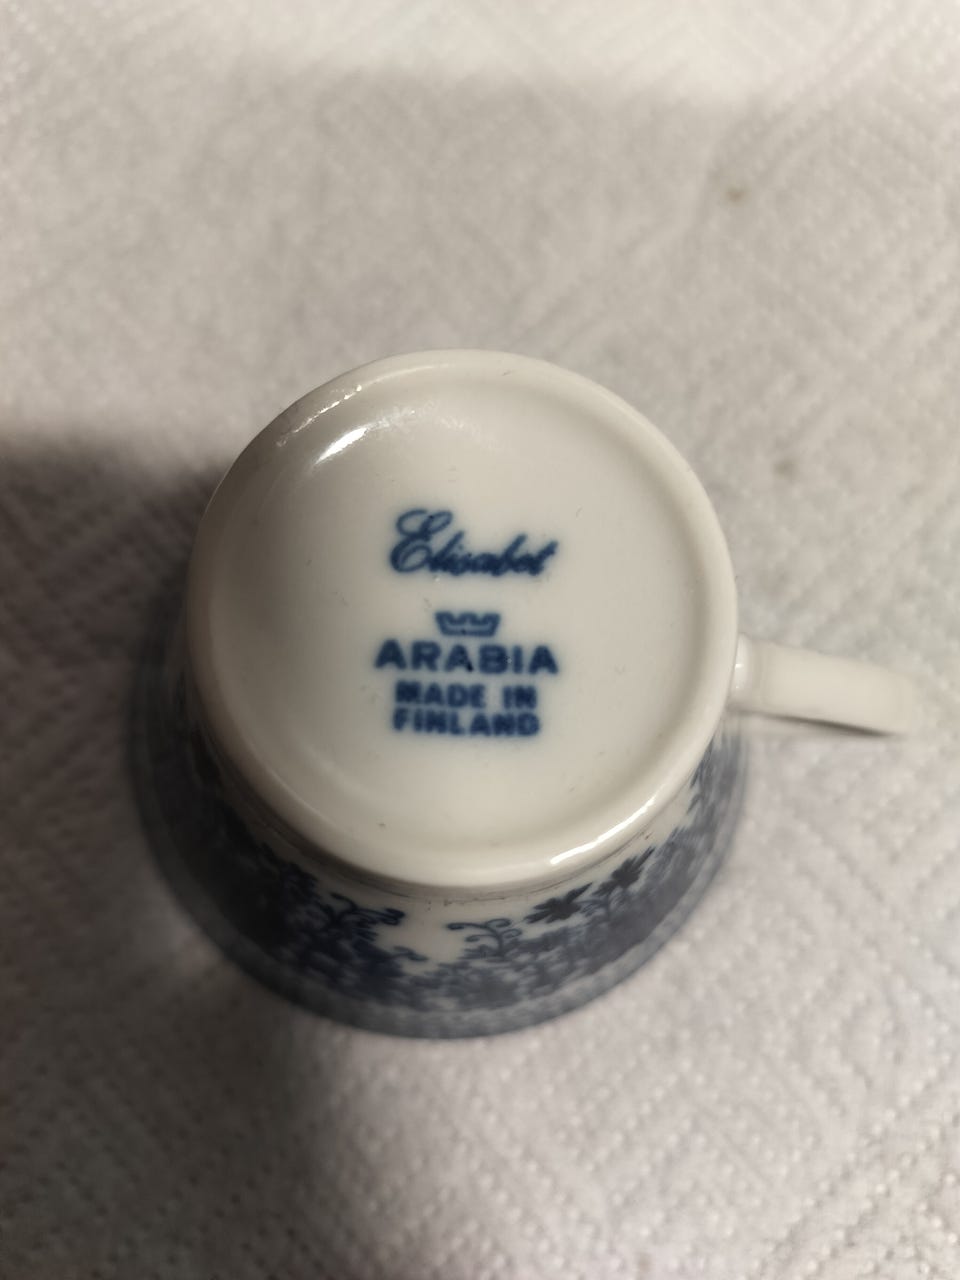 Elisabet
ARABIA
MADE IN
FINLAND